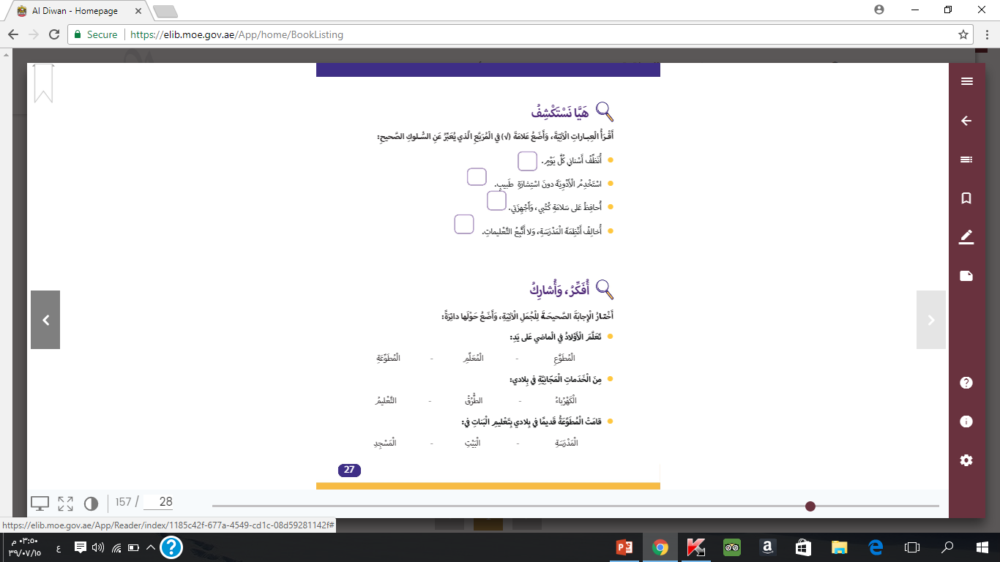 Al Diwan - Homepage
Secure https://elib.moe.gov.ae/App/home/BookListing
هَيَّا نَسْتَكْشِفُ
أَقْرَأُ الْعِباراتِ الْآتِيَةَ، وَأَضَعُ عَلامَةَ (√) في الْمُرَبَّعِ الَّذي يُعَبِّرُ عَنِ السُّلوكِ الصَّحيحِ:
أُنَظِّفُ أَسْناني كُلَّ يَوْمٍ.
اسْتَخْدِمُ الْأَدْوِيَةَ دونَ اسْتِشارَةِ طَبيبٍ.
أُحافِظُ عَلى سَلامَةِ كُتُبي، وَأَجْهِزَتي.
أُخالِفُ أَنْظِمَةَ الْمَدْرَسَةِ، وَلا أَتَّبِعُ التَّعْليماتِ.
أُفَكِّرُ، وَأُشارِكُ
أَخْتارُ الْإِجابَةَ الصَّحيحَةَ لِلْجُمَلِ الْآتِيَةِ، وَأَضَعُ حَوْلَها دائِرَةً:
تَعَلَّمَ الْأَوْلادُ في الْماضي عَلى يَدِ:
الْمُطَوَّعِ - الْمُعَلِّمِ - الْمُطَوَّعَةِ
مِنَ الْخَدَماتِ الْمَجّانِيَّةِ في بِلادي:
الْكَهْرُباءُ - الطُّرُقُ - التَّعْليمُ
قامَتْ الْمُطَوَّعَةُ قَديمًا في بِلادي بِتَعْليمِ الْبَناتِ في:
الْمَدْرَسَةِ - الْبَيْتِ - الْمَسْجِدِ
27
157 / 28
https://elib.moe.gov.ae/App/Reader/index/1185c42f-677a-4549-cd1c-08d59281142f#
ع
٠٣:٥٠ م
٣٩/٠٧/١٥